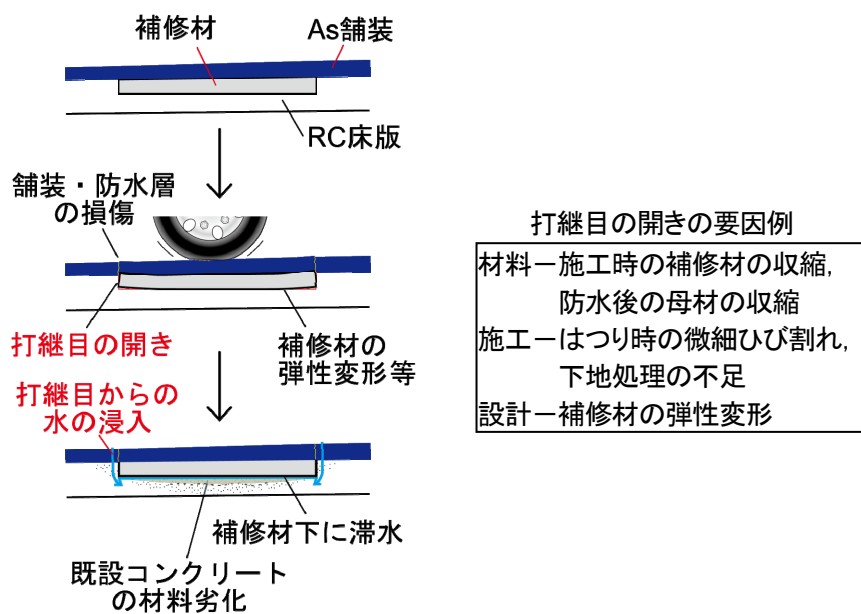 補修材
As舗装
RC床版
舗装・防水層
の損傷
打継目の開き
補修材の
弾性変形等
打継目からの
水の浸入
補修材下に滞水
既設コンクリート
の材料劣化
打継目の開きの要因例
材料－施工時の補修材の収縮，
防水後の母材の収縮
施工－はつり時の微細ひび割れ，
下地処理の不足
設計－補修材の弾性変形